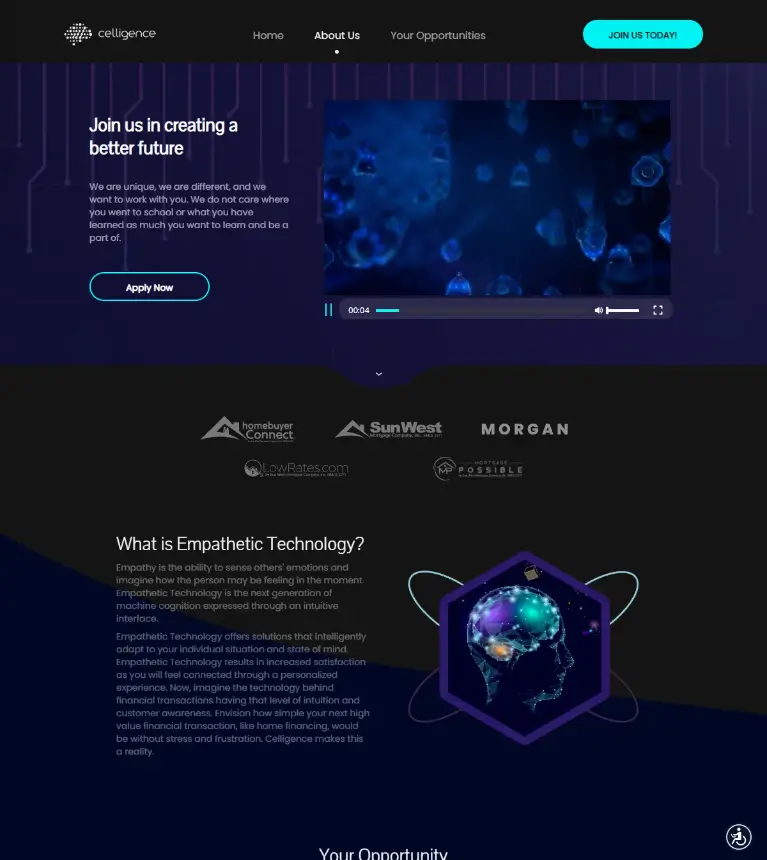 celligence
Home
About Us
Your Opportunities
JOIN US TODAY!
Join us in creating a
better future
We are unique, we are different, and we
want to work with you. We do not care where
you went to school or what you have
learned as much you want to learn and be a
part of.
Apply Now
00:04
homebuyer
Connect
SunWest
MORGAN
LowRates.com
MP
MORTGAGE
POSSIBLE
What is Empathetic Technology?
Empathy is the ability to sense others' emotions and
imagine how the person may be feeling in the moment.
Empathetic Technology is the next generation of
machine cognition expressed through an intuitive
interface.
Empathetic Technology offers solutions that intelligently
adapt to your individual situation and state of mind.
Empathetic Technology results in increased satisfaction
as you will feel connected through a personalized
experience. Now, imagine the technology behind
financial transactions having that level of intuition and
customer awareness. Envision how simple your next high
value financial transaction, like home financing, would
be without stress and frustration. Celligence makes this
a reality.
Your Opportunity